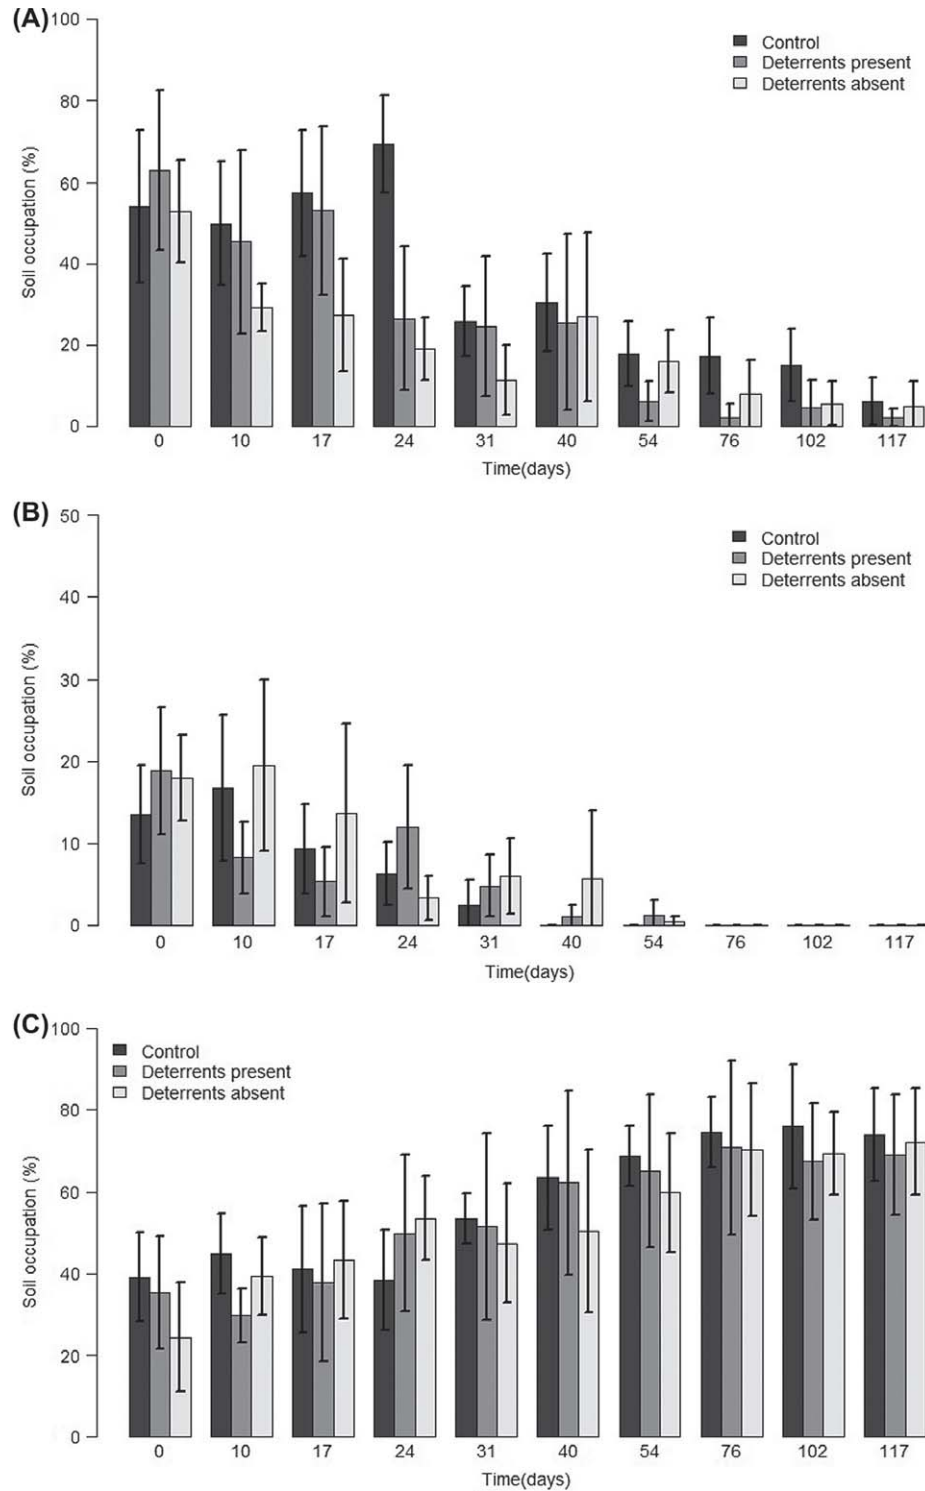 (A)
100
80
60
40
20
0
Soil occupation (%)
Control
Deterrents present
Deterrents absent
0 10 17 24 31 40 54 76 102 117
Time(days)
(B)
50
40
30
20
10
0
Soil occupation (%)
Control
Deterrents present
Deterrents absent
0 10 17 24 31 40 54 76 102 117
Time(days)
(C)
100
80
60
40
20
0
Soil occupation (%)
Control
Deterrents present
Deterrents absent
0 10 17 24 31 40 54 76 102 117
Time(days)